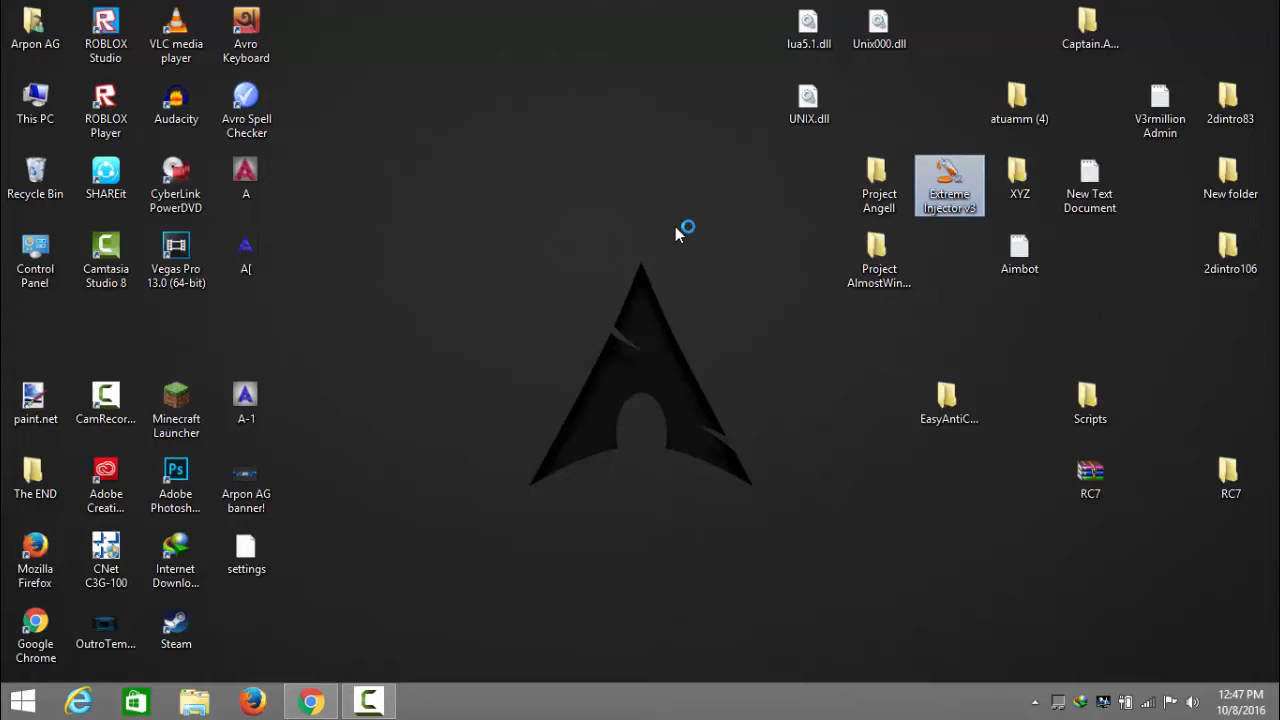 Arpon AG
ROBLOX
Studio
VLC media
player
Avro
Keyboard
lua5.1.dll
Unix000.dll
Captain.A...
This PC
ROBLOX
Player
Audacity
Avro Spell
Checker
UNIX.dll
atuamm (4)
V3rmillion
Admin
2dintro83
Recycle Bin
SHAREit
CyberLink
PowerDVD
A
Project
Angell
Extreme
Injector v3
XYZ
New Text
Document
New folder
Control
Panel
Camtasia
Studio 8
Vegas Pro
13.0 (64-bit)
A[
Project
AlmostWin...
Aimbot
2dintro106
paint.net
CamRecor...
Minecraft
Launcher
A-1
EasyAntiC...
Scripts
The END
Adobe
Creati...
Adobe
Photosh...
Arpon AG
banner!
RC7
RC7
Mozilla
Firefox
CNet
C3G-100
Internet
Downlo...
settings
Google
Chrome
OutroTem...
Steam
12:47 PM
10/8/2016